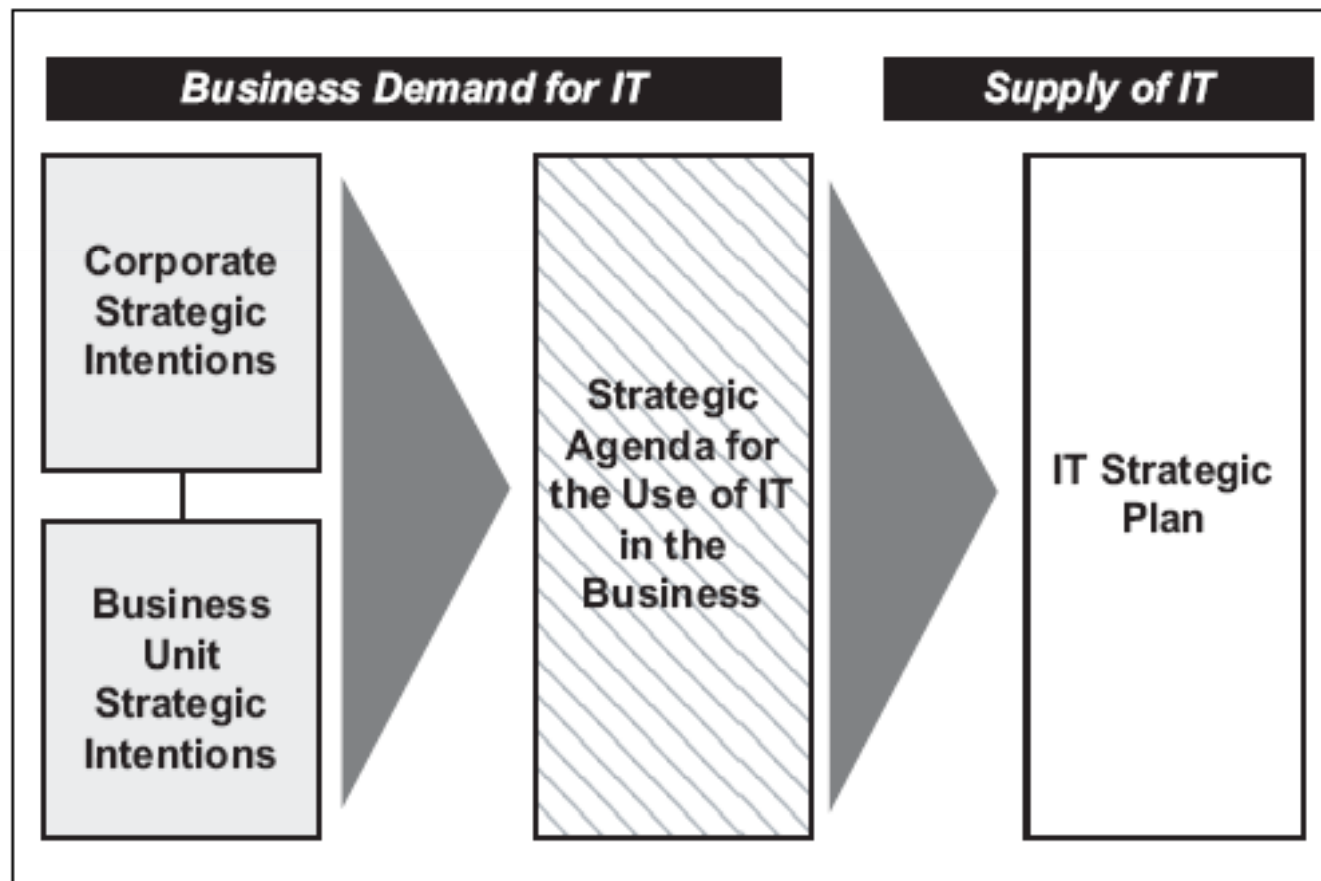 Business Demand for IT
Supply of IT
Corporate
Strategic
Intentions
Business
Unit
Strategic
Intentions
Strategic
Agenda for
the Use of IT
in the
Business
IT Strategic
Plan